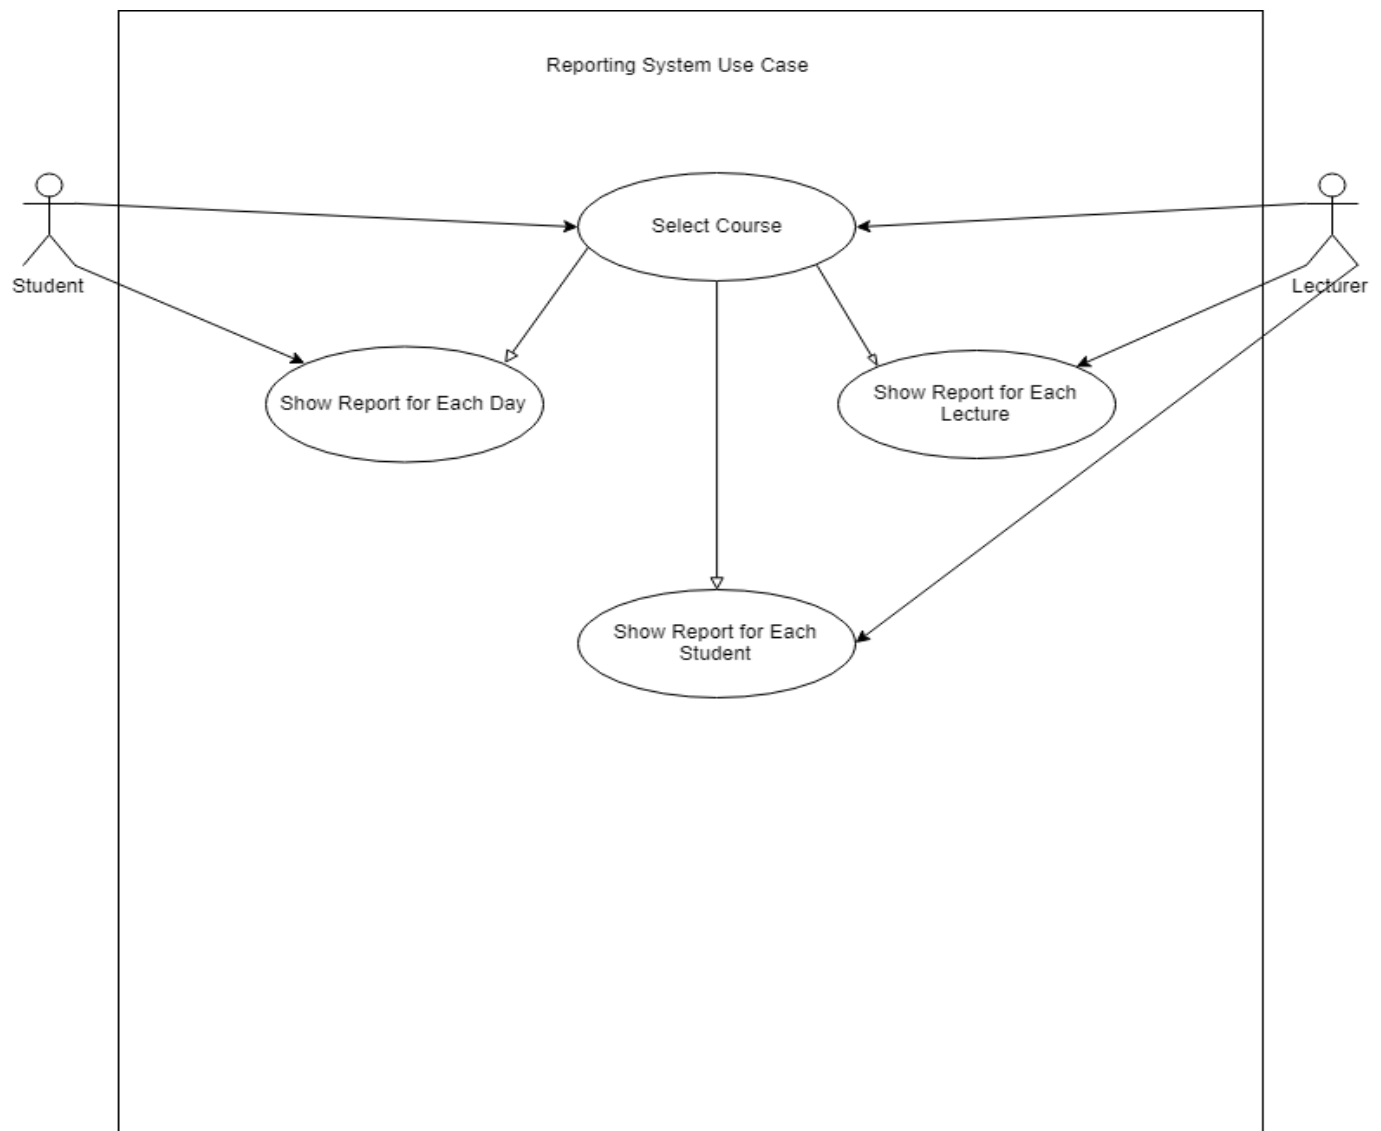 Reporting System Use Case
Select Course
Student
Lecturer
Show Report for Each Day
Show Report for Each
Lecture
Show Report for Each
Student